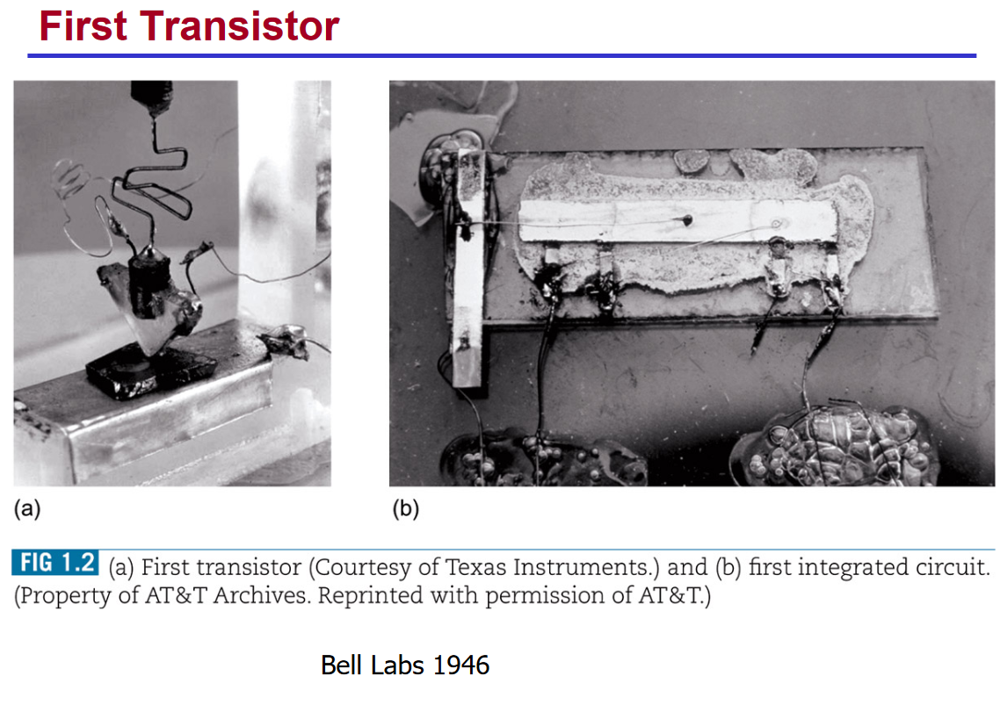 First Transistor
(a)
(b)
FIG 1.2 (a) First transistor (Courtesy of Texas Instruments.) and (b) first integrated circuit.
(Property of AT&T Archives. Reprinted with permission of AT&T.)
Bell Labs 1946